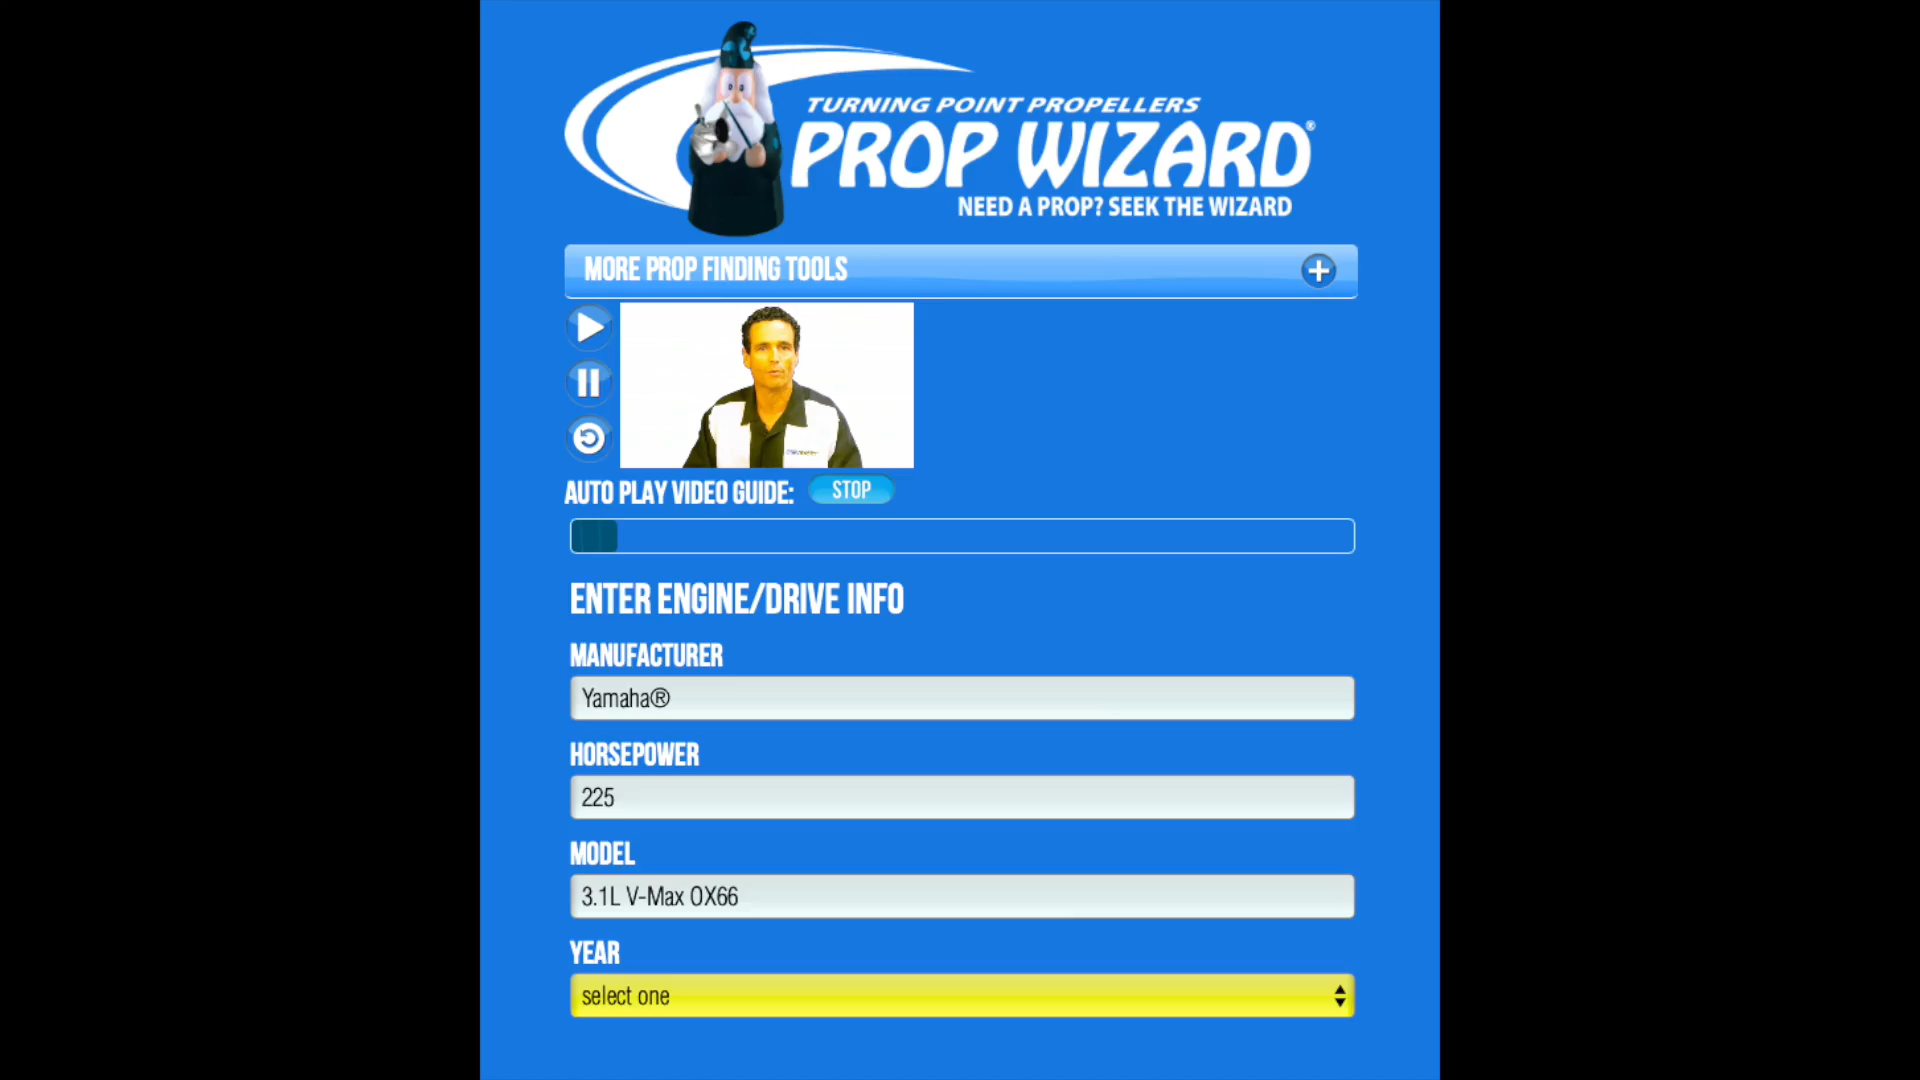 TURNING POINT PROPELLERS
PROP WIZARD®
NEED A PROP? SEEK THE WIZARD
MORE PROP FINDING TOOLS
AUTO PLAY VIDEO GUIDE: STOP
ENTER ENGINE/DRIVE INFO
MANUFACTURER
Yamaha®
HORSEPOWER
225
MODEL
3.1L V-Max OX66
YEAR
select one